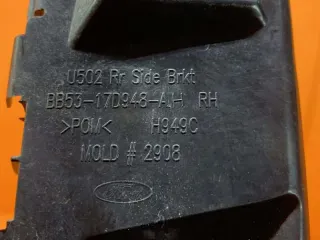 U502 Rr Side Brkt
BB53-17D948-AH RH
>POM< H949C
MOLD # 2908